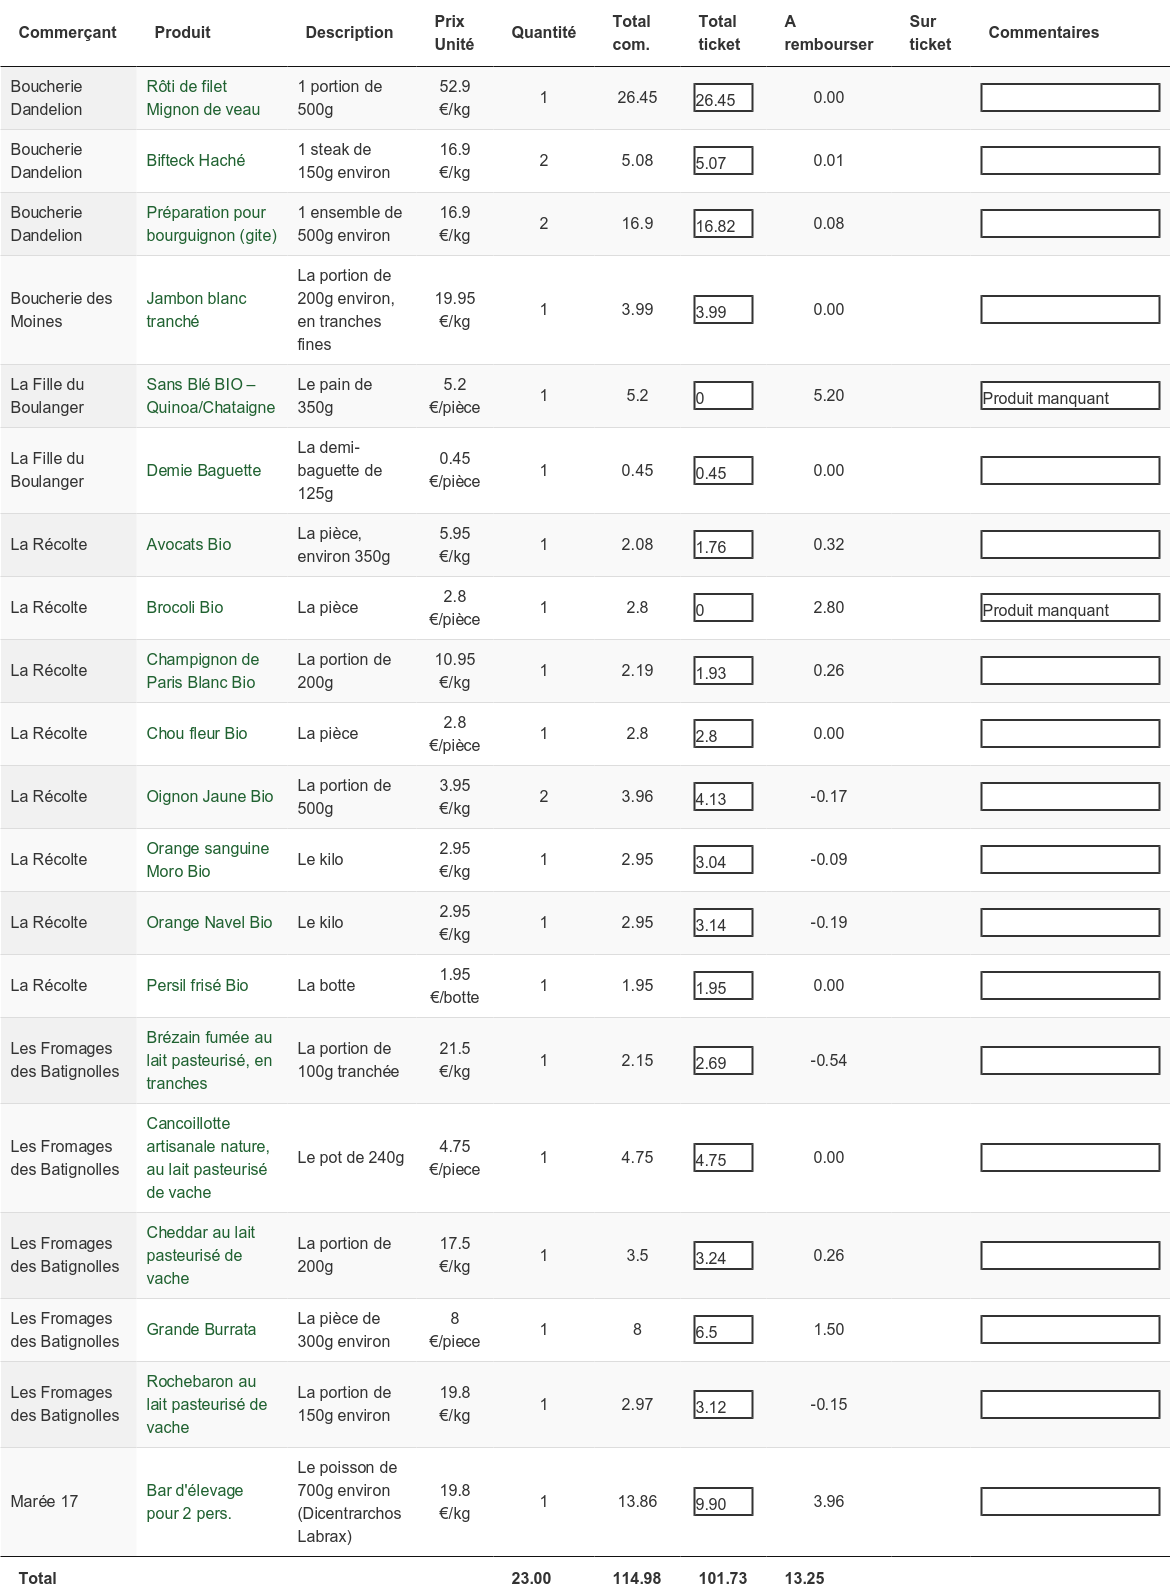 Commerçant Produit Description Prix Unité Quantité Total com. Total ticket A rembourser Sur ticket Commentaires
Boucherie Dandelion Rôti de filet Mignon de veau 1 portion de 500g 52.9 €/kg 1 26.45 26.45 0.00
Boucherie Dandelion Bifteck Haché 1 steak de 150g environ 16.9 €/kg 2 5.08 5.07 0.01
Boucherie Dandelion Préparation pour bourguignon (gite) 1 ensemble de 500g environ 16.9 €/kg 2 16.9 16.82 0.08
Boucherie des Moines Jambon blanc tranché La portion de 200g environ, en tranches fines 19.95 €/kg 1 3.99 3.99 0.00
La Fille du Boulanger Sans Blé BIO – Quinoa/Chataigne Le pain de 350g 5.2 €/pièce 1 5.2 0 5.20 Produit manquant
La Fille du Boulanger Demie Baguette La demi-baguette de 125g 0.45 €/pièce 1 0.45 0.45 0.00
La Récolte Avocats Bio La pièce, environ 350g 5.95 €/kg 1 2.08 1.76 0.32
La Récolte Brocoli Bio La pièce 2.8 €/pièce 1 2.8 0 2.80 Produit manquant
La Récolte Champignon de Paris Blanc Bio La portion de 200g 10.95 €/kg 1 2.19 1.93 0.26
La Récolte Chou fleur Bio La pièce 2.8 €/pièce 1 2.8 2.8 0.00
La Récolte Oignon Jaune Bio La portion de 500g 3.95 €/kg 2 3.96 4.13 -0.17
La Récolte Orange sanguine Moro Bio Le kilo 2.95 €/kg 1 2.95 3.04 -0.09
La Récolte Orange Navel Bio Le kilo 2.95 €/kg 1 2.95 3.14 -0.19
La Récolte Persil frisé Bio La botte 1.95 €/botte 1 1.95 1.95 0.00
Les Fromages des Batignolles Brézain fumée au lait pasteurisé, en tranches La portion de 100g tranchée 21.5 €/kg 1 2.15 2.69 -0.54
Les Fromages des Batignolles Cancoillotte artisanale nature, au lait pasteurisé de vache Le pot de 240g 4.75 €/piece 1 4.75 4.75 0.00
Les Fromages des Batignolles Cheddar au lait pasteurisé de vache La portion de 200g 17.5 €/kg 1 3.5 3.24 0.26
Les Fromages des Batignolles Grande Burrata La pièce de 300g environ 8 €/piece 1 8 6.5 1.50
Les Fromages des Batignolles Rochebaron au lait pasteurisé de vache La portion de 150g environ 19.8 €/kg 1 2.97 3.12 -0.15
Marée 17 Bar d'élevage pour 2 pers. Le poisson de 700g environ (Dicentrarchos Labrax) 19.8 €/kg 1 13.86 9.90 3.96
Total 23.00 114.98 101.73 13.25